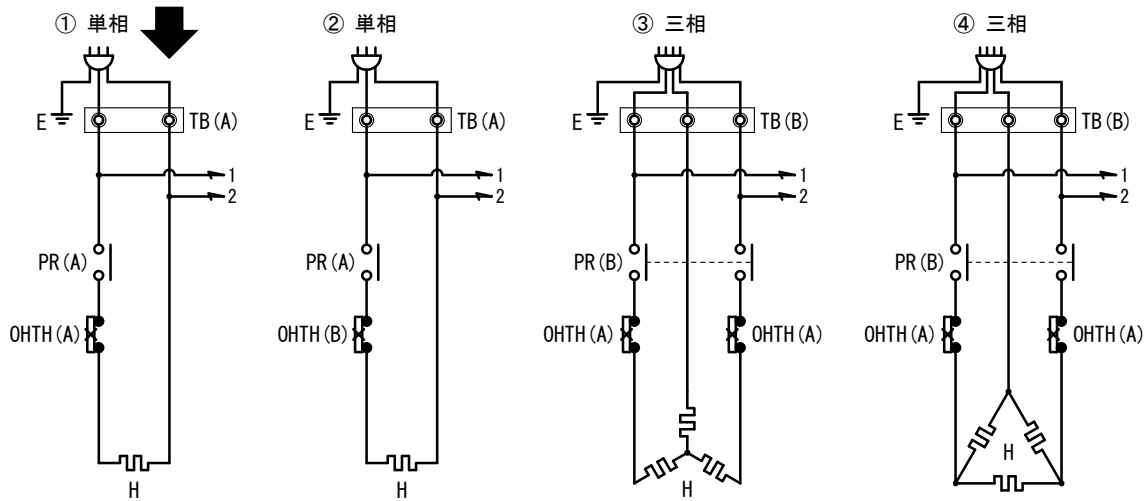 ① 単相
② 単相
③ 三相
④ 三相
E TB(A)
E TB(A)
E TB(B)
E TB(B)
1
1
1
1
2
2
2
2
PR(A)
PR(A)
PR(B)
PR(B)
OHTH(A)
OHTH(B)
OHTH(A) OHTH(A)
OHTH(A) OHTH(A)
H
H
H
H